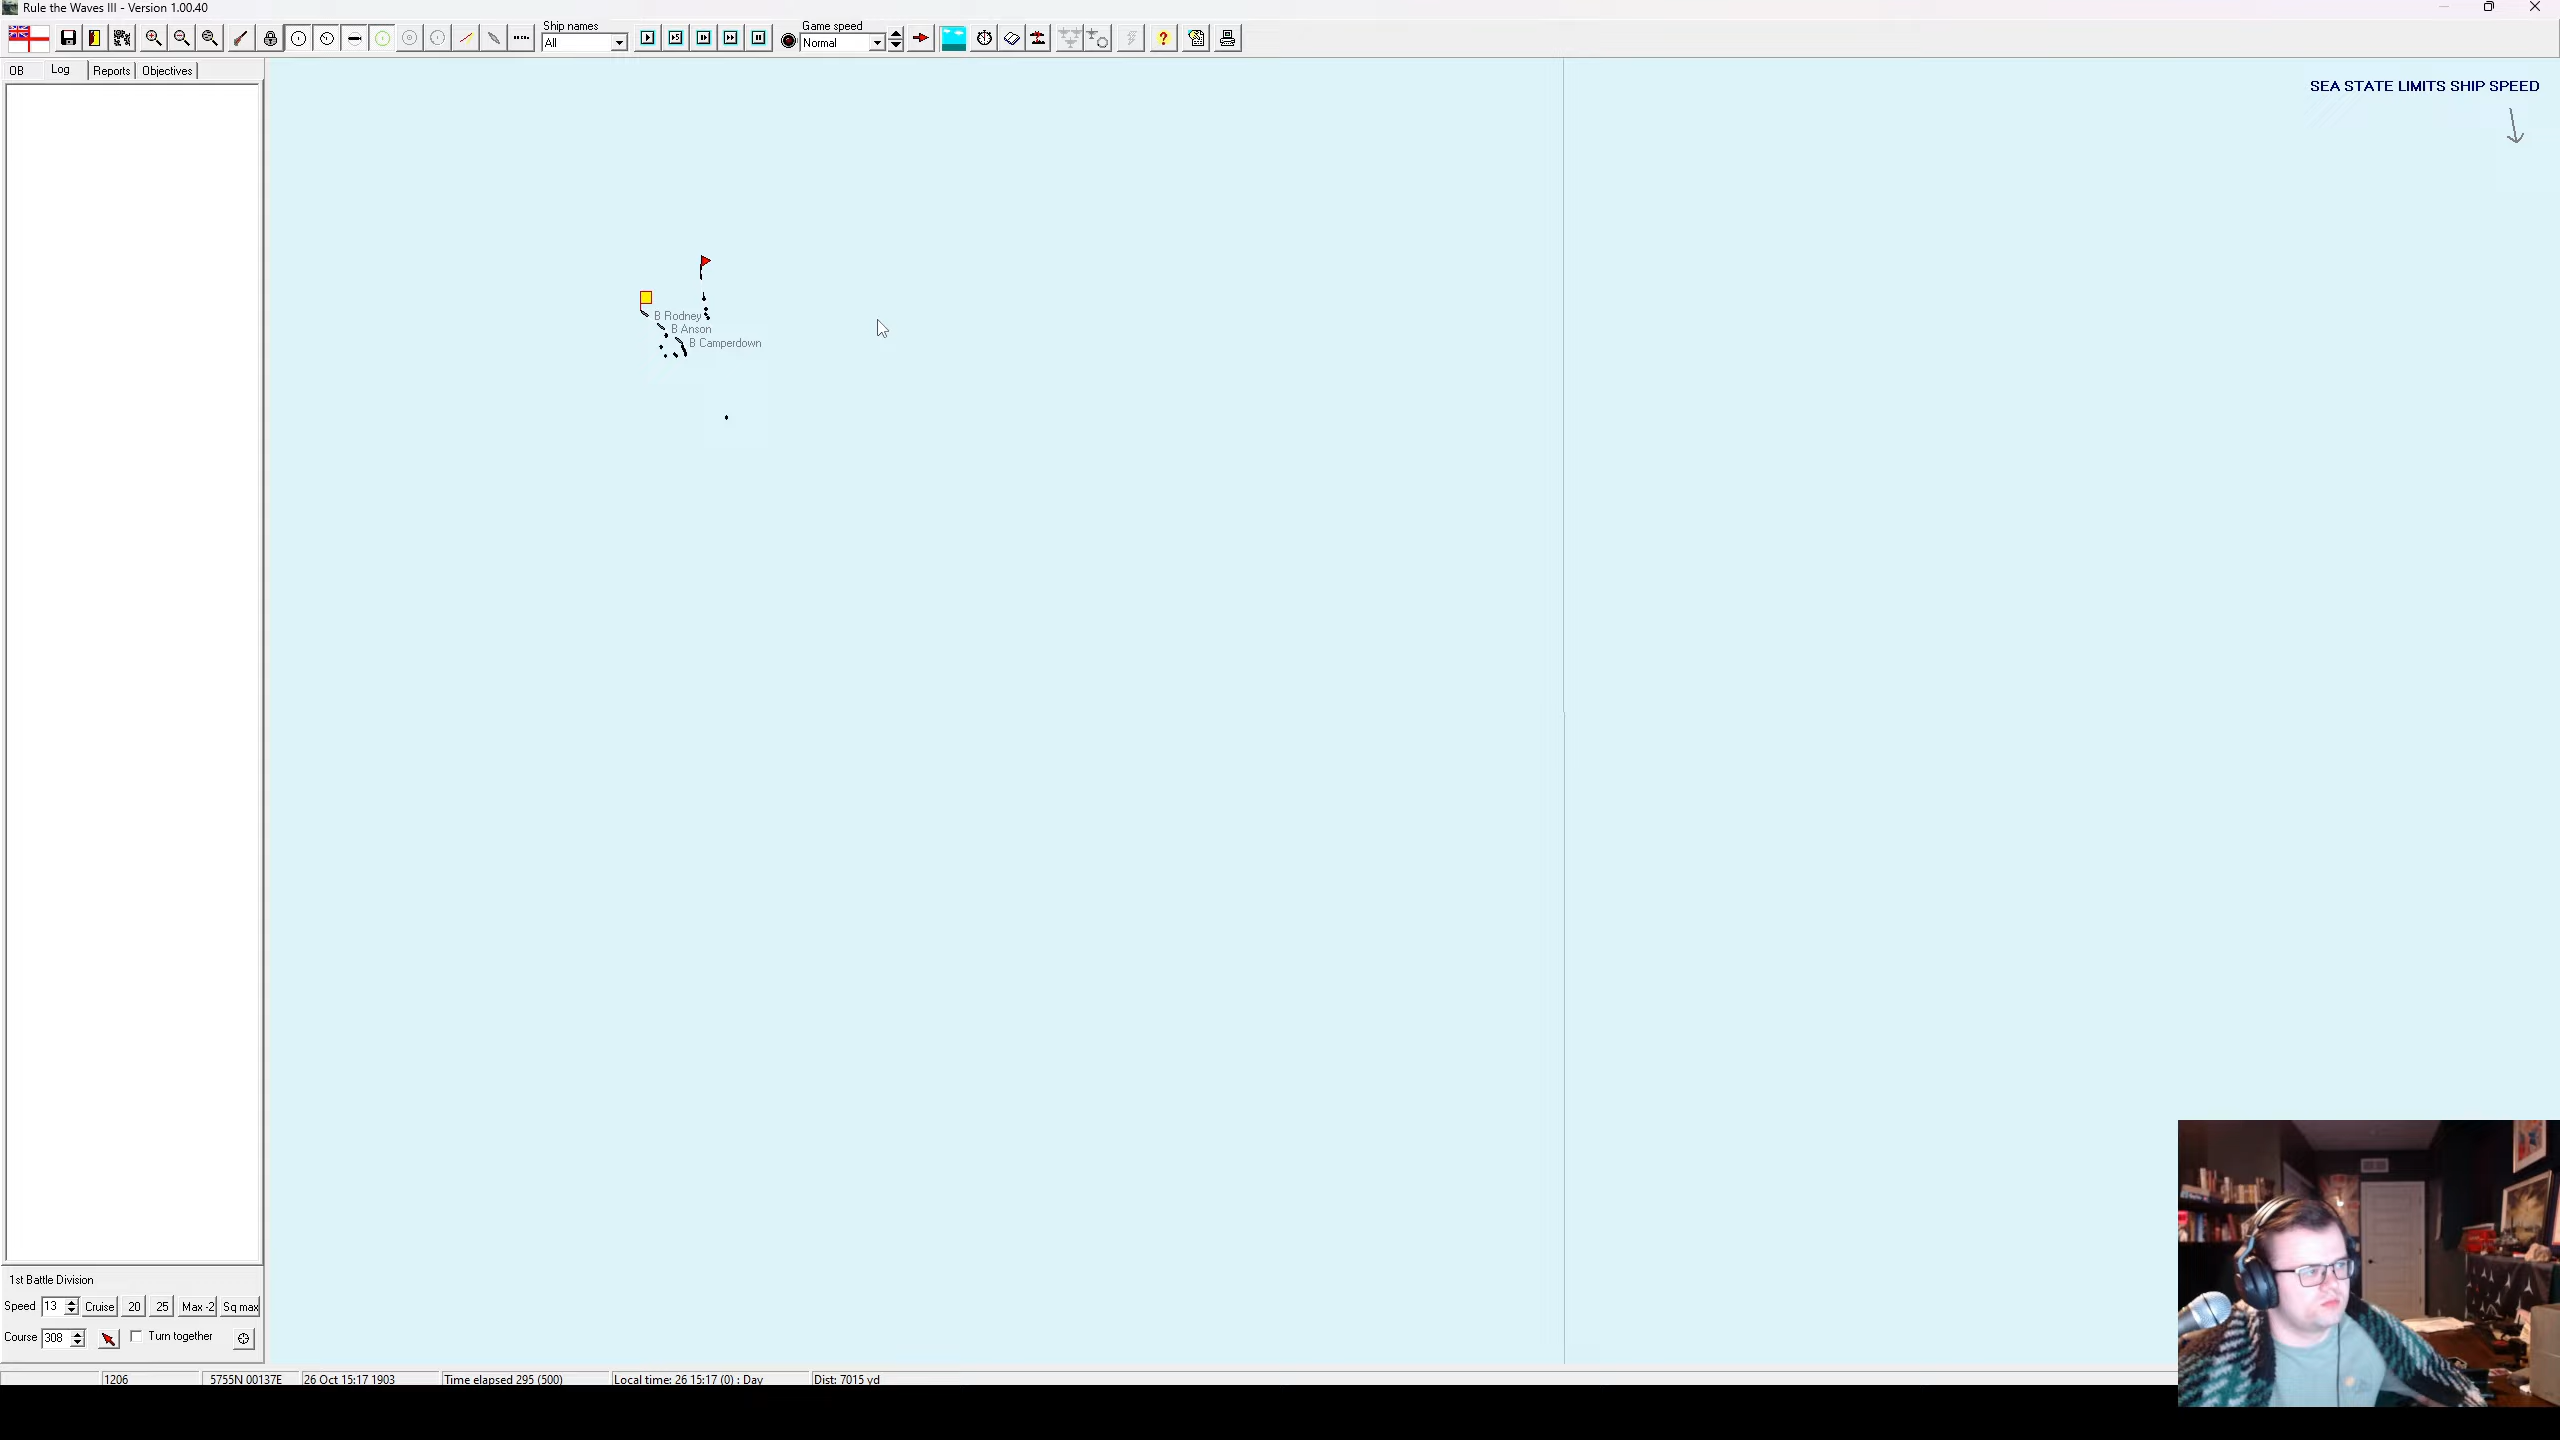 Rule the Waves III - Version 1.00.40
Ship names
All
Game speed
Normal
OB
Log
Reports
Objectives
SEA STATE LIMITS SHIP SPEED
B Rodney
B Anson
B Camperdown
1st Battle Division
Speed 13 Cruise 20 25 Max -2 Sq max
Course 308 Turn together
1206
5755N 00137E
26 Oct 15:17 1903
Time elapsed 295 (500)
Local time: 26 15:17 (0) : Day
Dist: 7015 yd